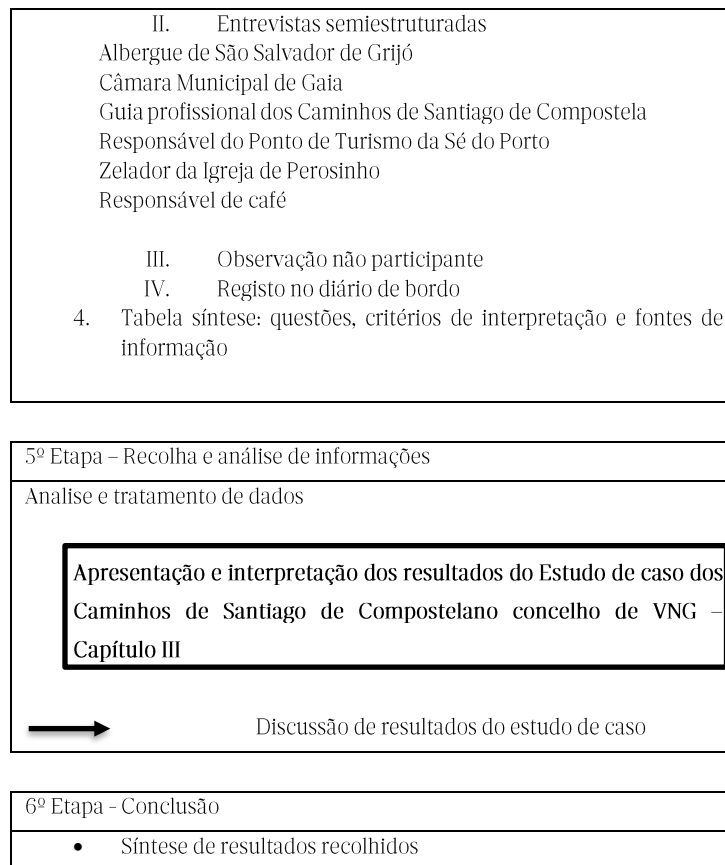 II. Entrevistas semiestruturadas
Albergue de São Salvador de Grijó
Câmara Municipal de Gaia
Guia profissional dos Caminhos de Santiago de Compostela
Responsável do Ponto de Turismo da Sé do Porto
Zelador da Igreja de Perosinho
Responsável de café
III. Observação não participante
IV. Registo no diário de bordo
4. Tabela síntese: questões, critérios de interpretação e fontes de
informação
5º Etapa – Recolha e análise de informações
Analise e tratamento de dados
Apresentação e interpretação dos resultados do Estudo de caso dos
Caminhos de Santiago de Compostelano concelho de VNG –
Capítulo III
Discussão de resultados do estudo de caso
6º Etapa - Conclusão
• Síntese de resultados recolhidos